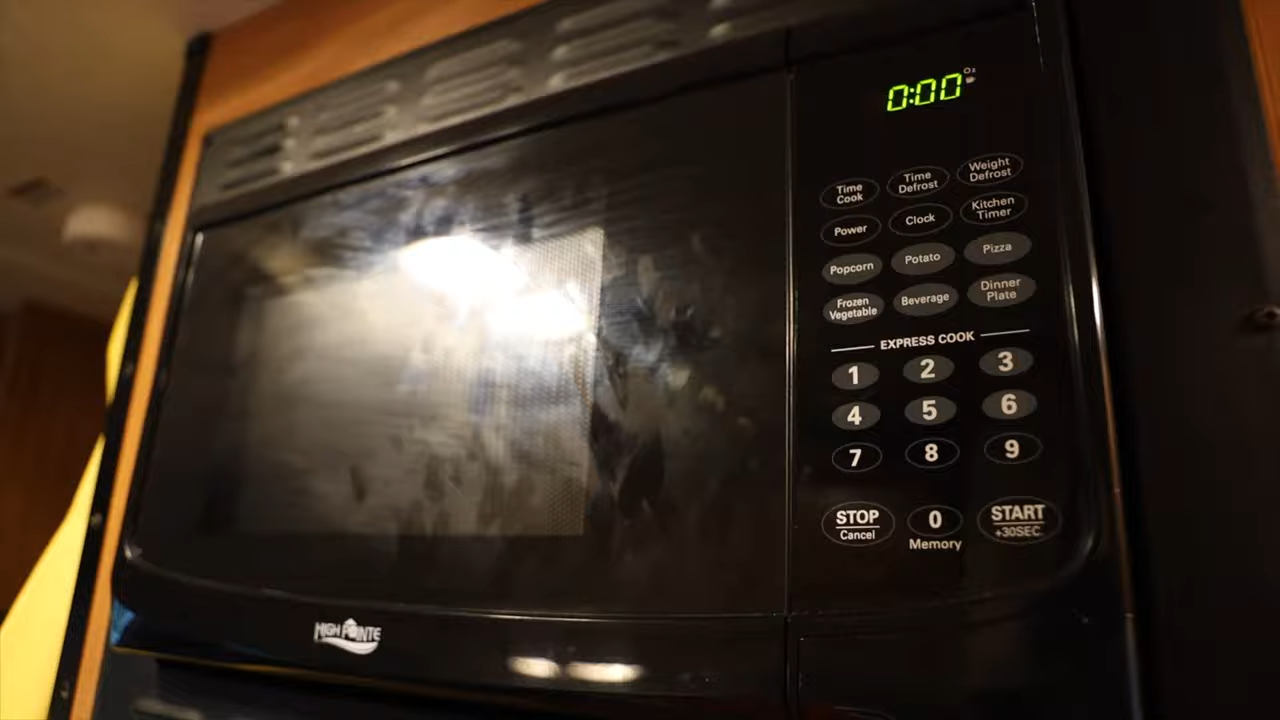 0:00
Time Cook
Time Defrost
Weight Defrost
Power
Clock
Kitchen Timer
Popcorn
Potato
Pizza
Frozen Vegetable
Beverage
Dinner Plate
EXPRESS COOK
1 2 3
4 5 6
7 8 9
STOP
Cancel
0
Memory
START
+30SEC
HIGH POINTE